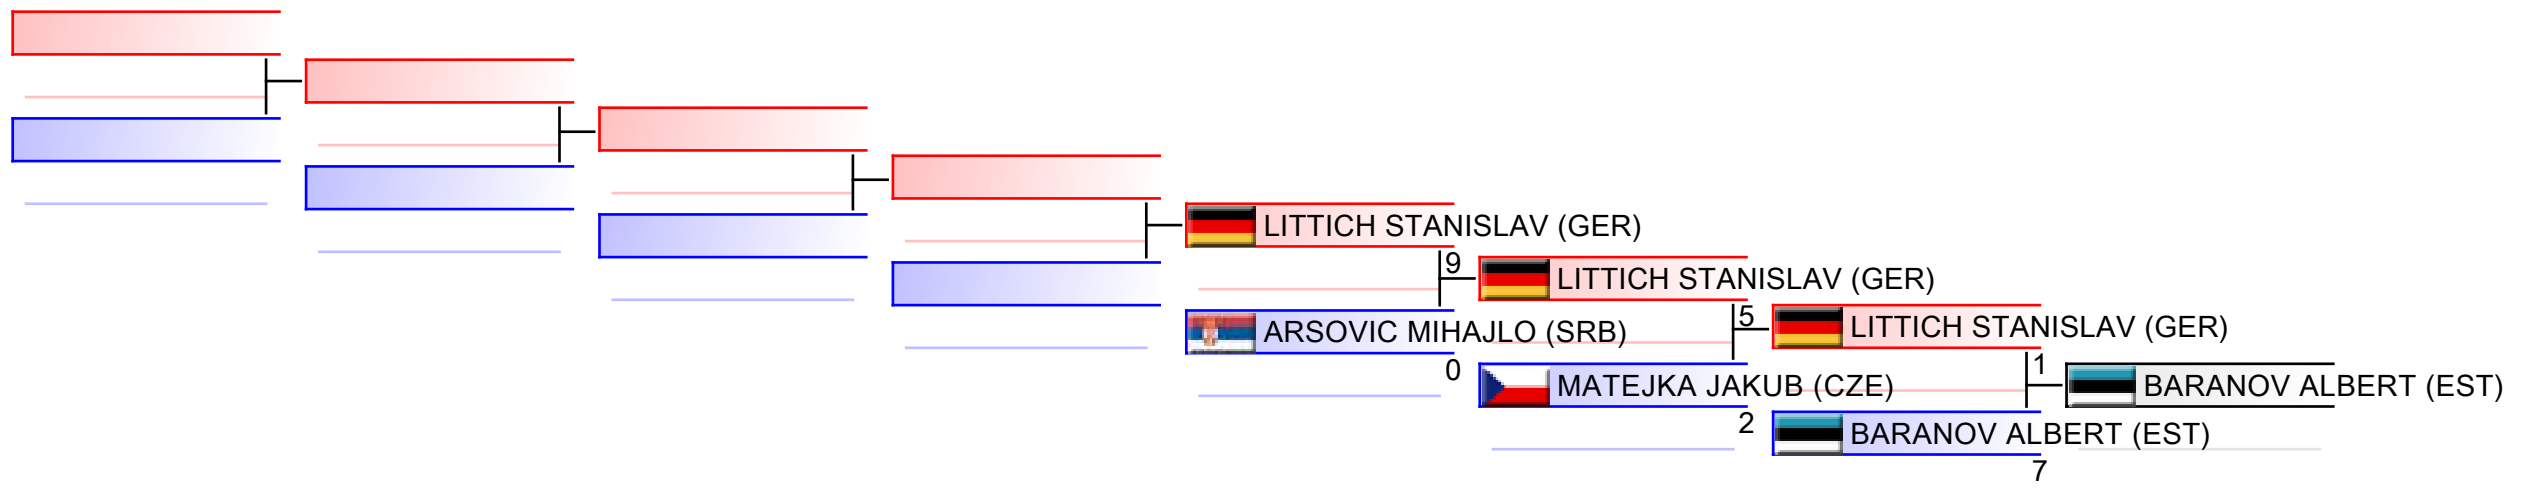 LITTICH STANISLAV (GER)
9
LITTICH STANISLAV (GER)
5
LITTICH STANISLAV (GER)
ARSOVIC MIHAJLO (SRB)
0
1
MATEJKA JAKUB (CZE)
BARANOV ALBERT (EST)
2
BARANOV ALBERT (EST)
7